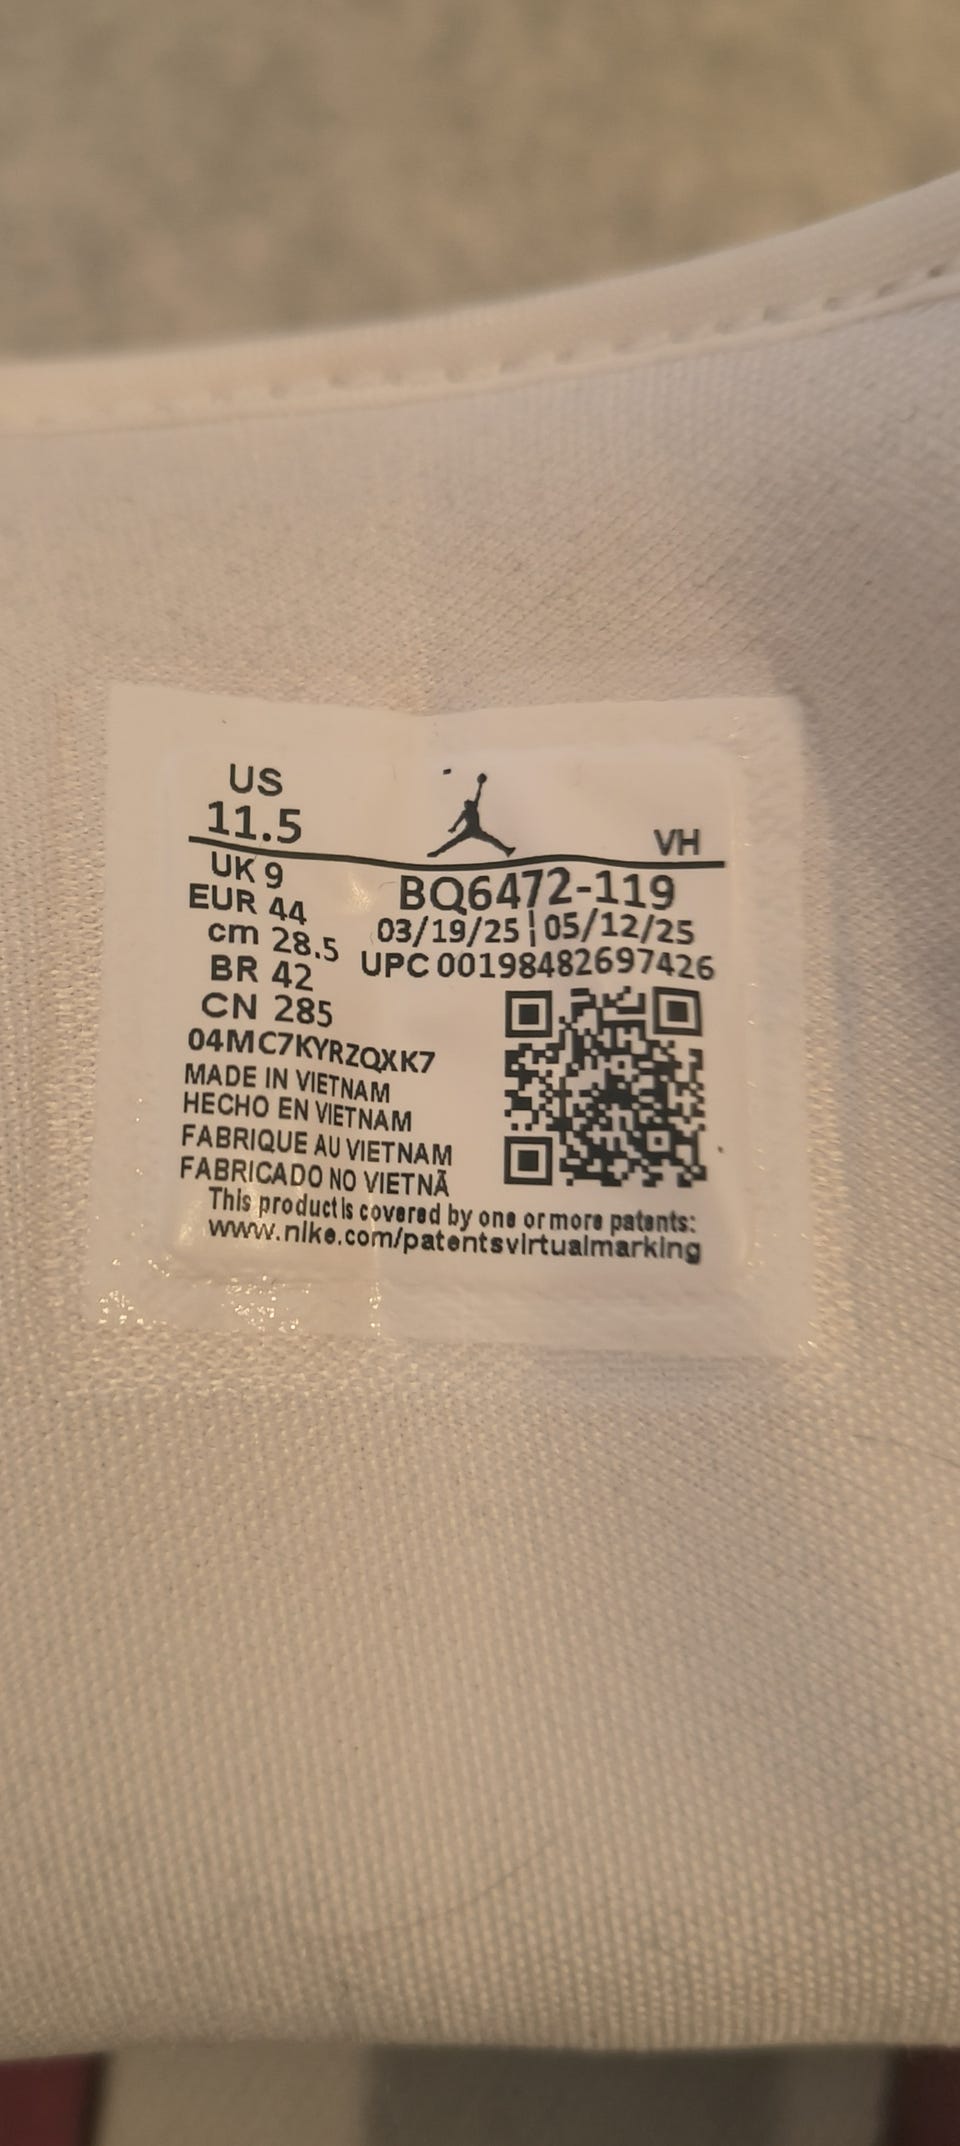 US
11.5
VH
UK 9
EUR 44
cm 28.5
BR 42
CN 285
BQ6472-119
03/19/25 | 05/12/25
UPC 00198482697426
04MC7KYRZQXK7
MADE IN VIETNAM
HECHO EN VIETNAM
FABRIQUE AU VIETNAM
FABRICADO NO VIETNÃ
This product is covered by one or more patents:
www.nike.com/patentsvirtualmarking